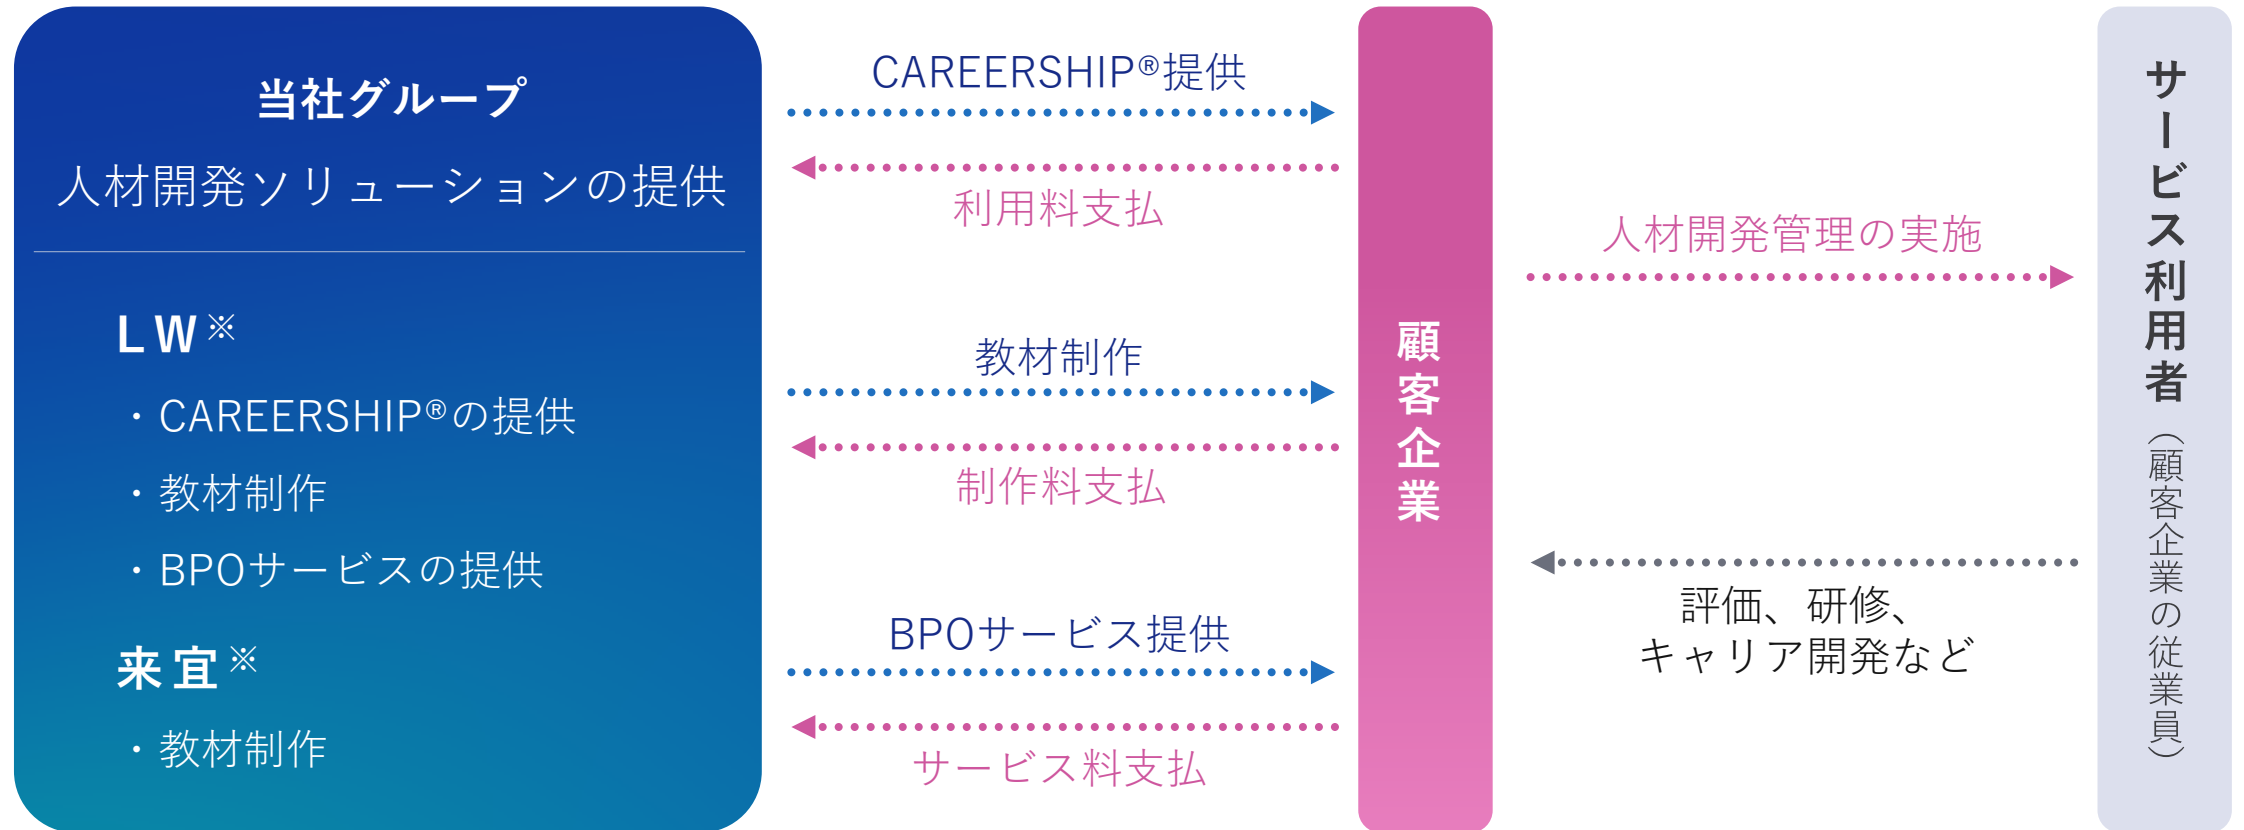 当社グループ
人材開発ソリューションの提供
LW※
・CAREERSHIP®の提供
・教材制作
・BPOサービスの提供
来宜※
・教材制作
CAREERSHIP®提供
利用料支払
教材制作
制作料支払
BPOサービス提供
サービス料支払
顧客企業
人材開発管理の実施
評価、研修、
キャリア開発など
サービス利用者（顧客企業の従業員）